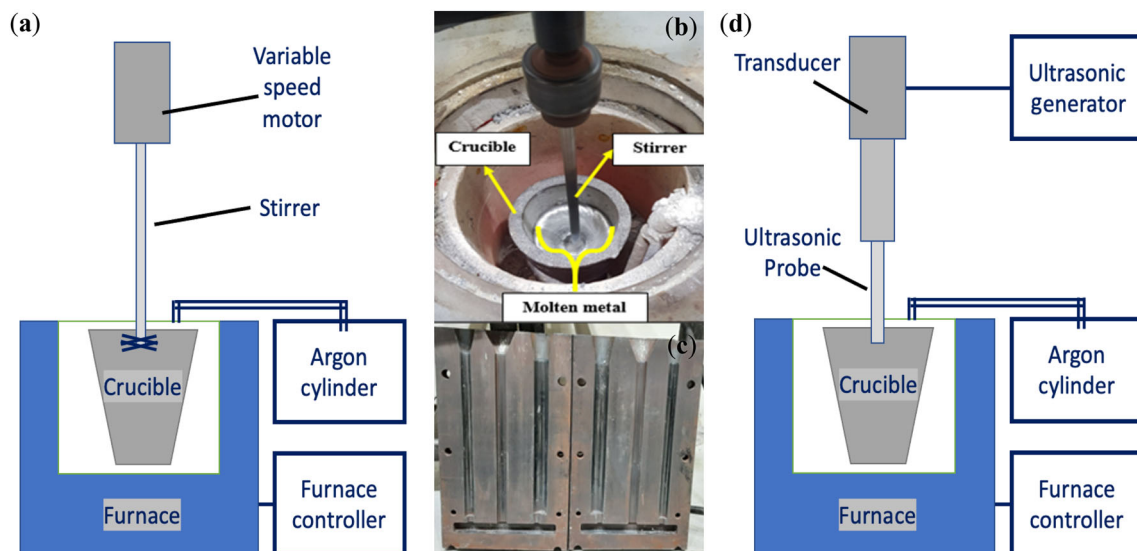 (a)
Variable
speed
motor
Stirrer
Argon
cylinder
Crucible
Furnace
controller
Furnace
(b)
Crucible
Stirrer
Molten metal
(c)
(d)
Transducer
Ultrasonic
generator
Ultrasonic
Probe
Argon
cylinder
Crucible
Furnace
controller
Furnace